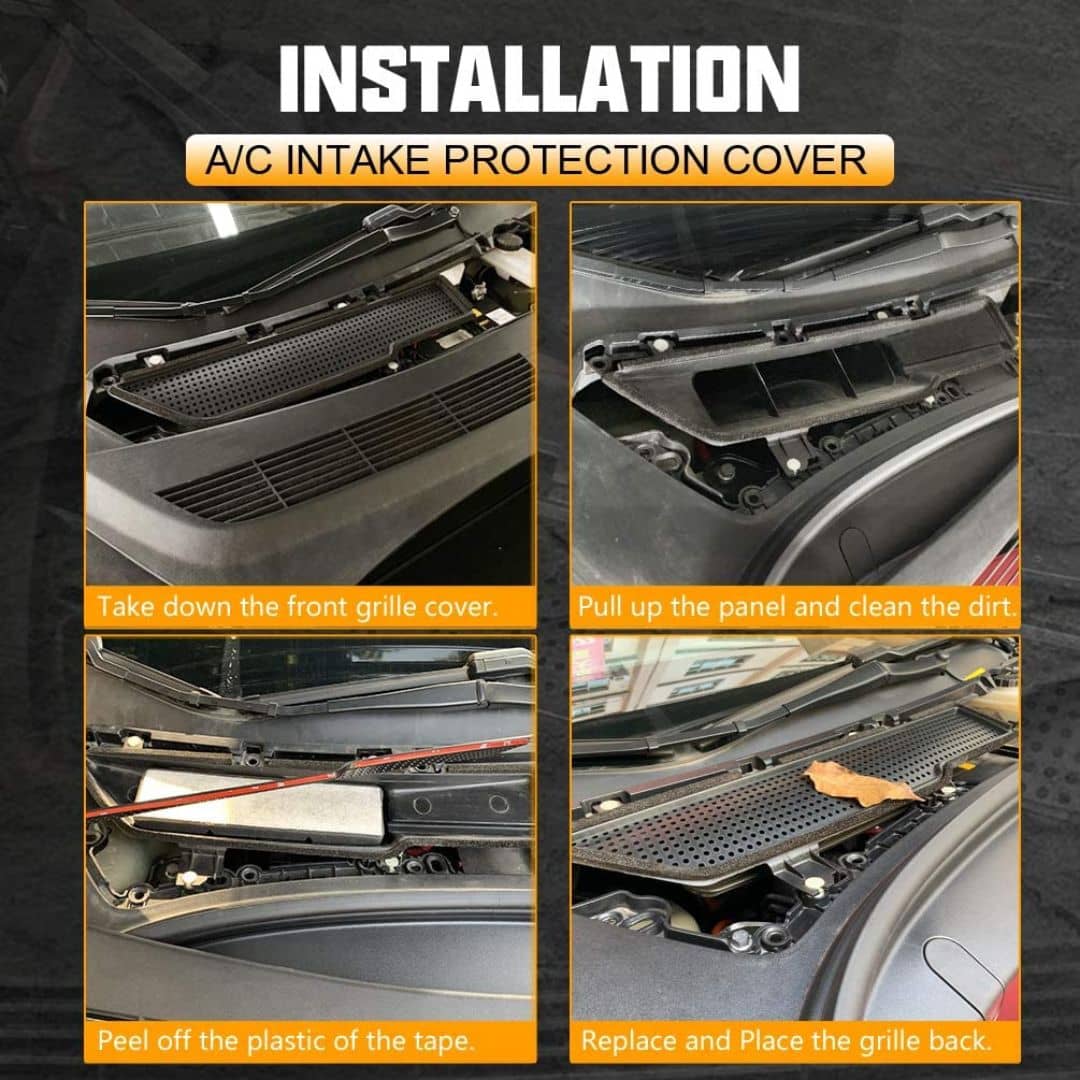 INSTALLATION
A/C INTAKE PROTECTION COVER
Take down the front grille cover.
Pull up the panel and clean the dirt.
Peel off the plastic of the tape.
Replace and Place the grille back.